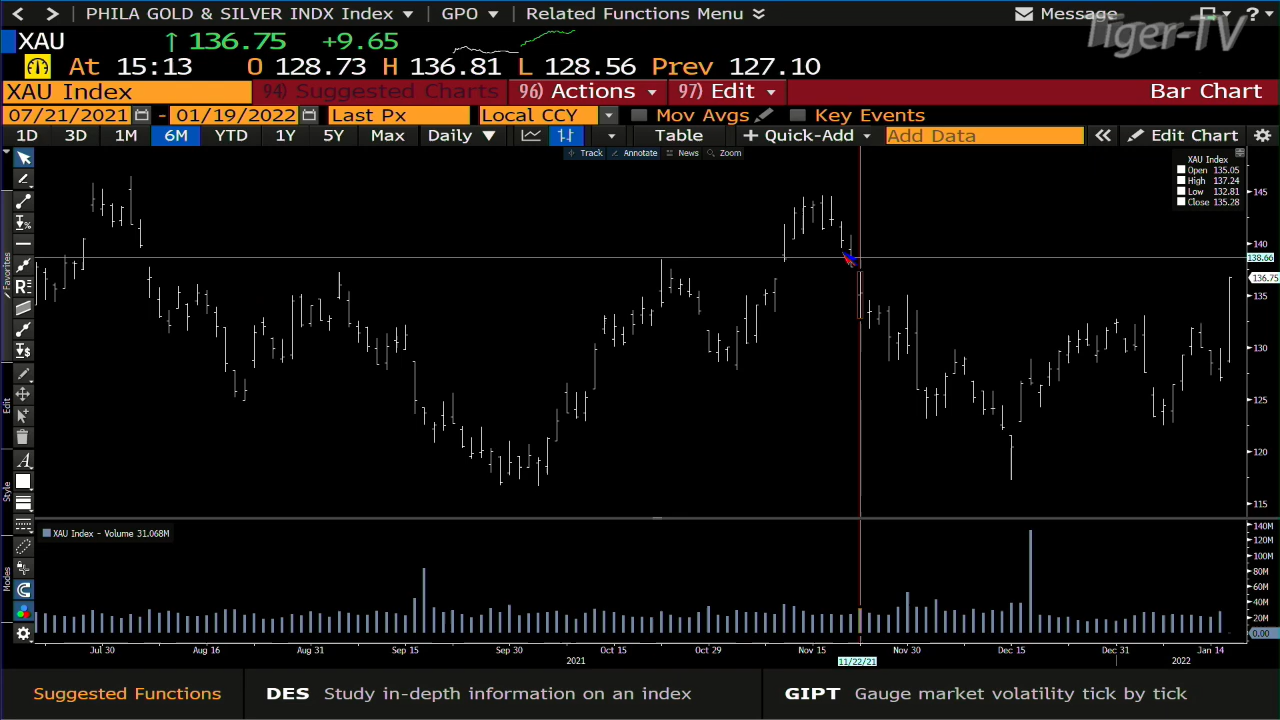 PHILA GOLD & SILVER INDX Index GPO Related Functions Menu Message ?
Tiger-TV
XAU 136.75 +9.65
At 15:13 O 128.73 H 136.81 L 128.56 Prev 127.10
XAU Index 94) Suggested Charts 96) Actions 97) Edit Bar Chart
07/21/2021 - 01/19/2022 Last Px Local CCY Mov Avgs Key Events
1D 3D 1M 6M YTD 1Y 5Y Max Daily Table + Quick-Add Add Data Edit Chart
Track Annotate News Zoom
XAU Index
Open 135.05
High 137.24
Low 132.81
Close 135.28
145
140
138.66
136.75
135
130
125
120
115
Favorites
Edit
Style
Modes
XAU Index - Volume 31.068M
140M
120M
100M
80M
60M
40M
20M
0.00
Jul 30 Aug 16 Aug 31 Sep 15 Sep 30 Oct 15 Oct 29 Nov 15 Nov 30 Dec 15 Dec 31 Jan 14
2021 11/22/21 2022
Suggested Functions DES Study in-depth information on an index GIPT Gauge market volatility tick by tick